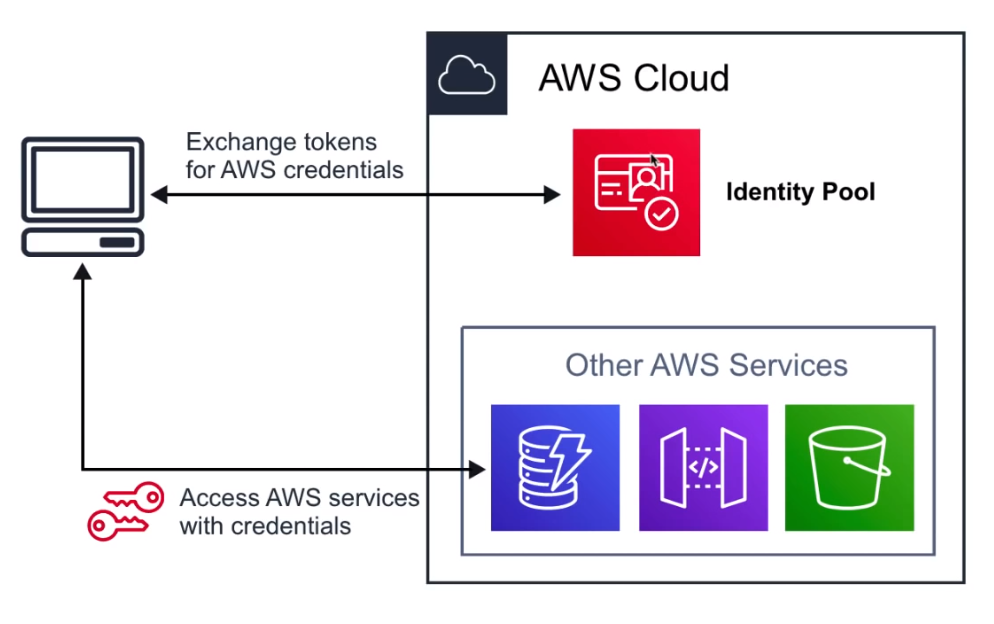 AWS Cloud
Exchange tokens
for AWS credentials
Identity Pool
Other AWS Services
</>
Access AWS services
with credentials